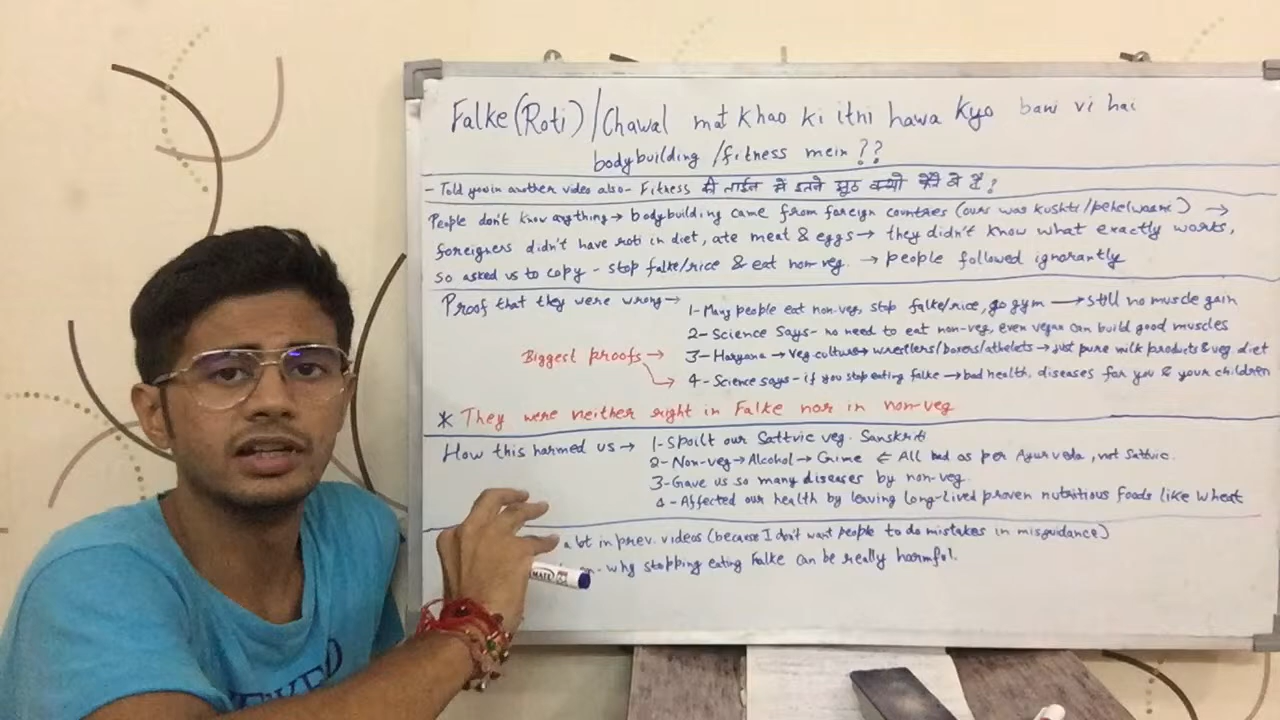 Falke(Roti)/Chawal mat khao ki itni hawa kyo bani vi hai
bodybuilding/fitness mein??
- Told you in another video also - Fitness की लाईन में इतने झूठ क्यों फैले वे हैं?
People don't know anything → bodybuilding came from foreign countries (ours was kushti/pehelwaani) →
foreigners didn't have roti in diet, ate meat & eggs → they didn't know what exactly works,
so asked us to copy - stop falke/rice & eat non-veg. → people followed ignorantly
Proof that they were wrong → 1- Many people eat non-veg, stop falke/rice, go gym → still no muscle gain
2- Science says - no need to eat non-veg, even vegan can build good muscles
Biggest proofs → 3- Haryana → veg. culture → wrestlers/boxers/athelets → just pure milk products & veg. diet
4- Science says - if you stop eating falke → bad health, diseases for you & your children
* They were neither right in Falke nor in non-veg
How this harmed us → 1- Spoilt our Sattvic veg. Sanskriti
2- Non-veg → Alcohol → Crime ← All bad as per Ayurveda, not Sattvic.
3- Gave us so many diseases by non-veg
4- Affected our health by leaving long-lived proven nutritious foods like wheat
a lot in prev. videos (because I don't want people to do mistakes in misguidance)
- why stopping eating Falke can be really harmful.